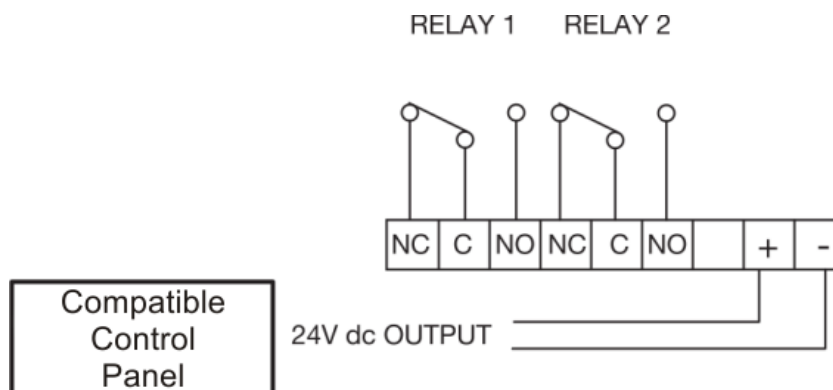 RELAY 1 RELAY 2
NC C NO NC C NO + -
Compatible
Control
Panel
24V dc OUTPUT